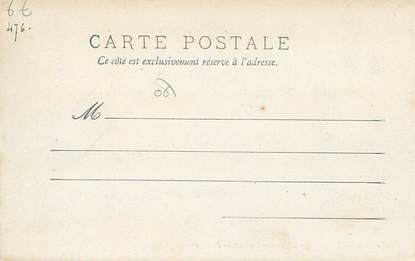 6€
476.
CARTE POSTALE
Ce côté est exclusivement réservé à l'adresse.
M